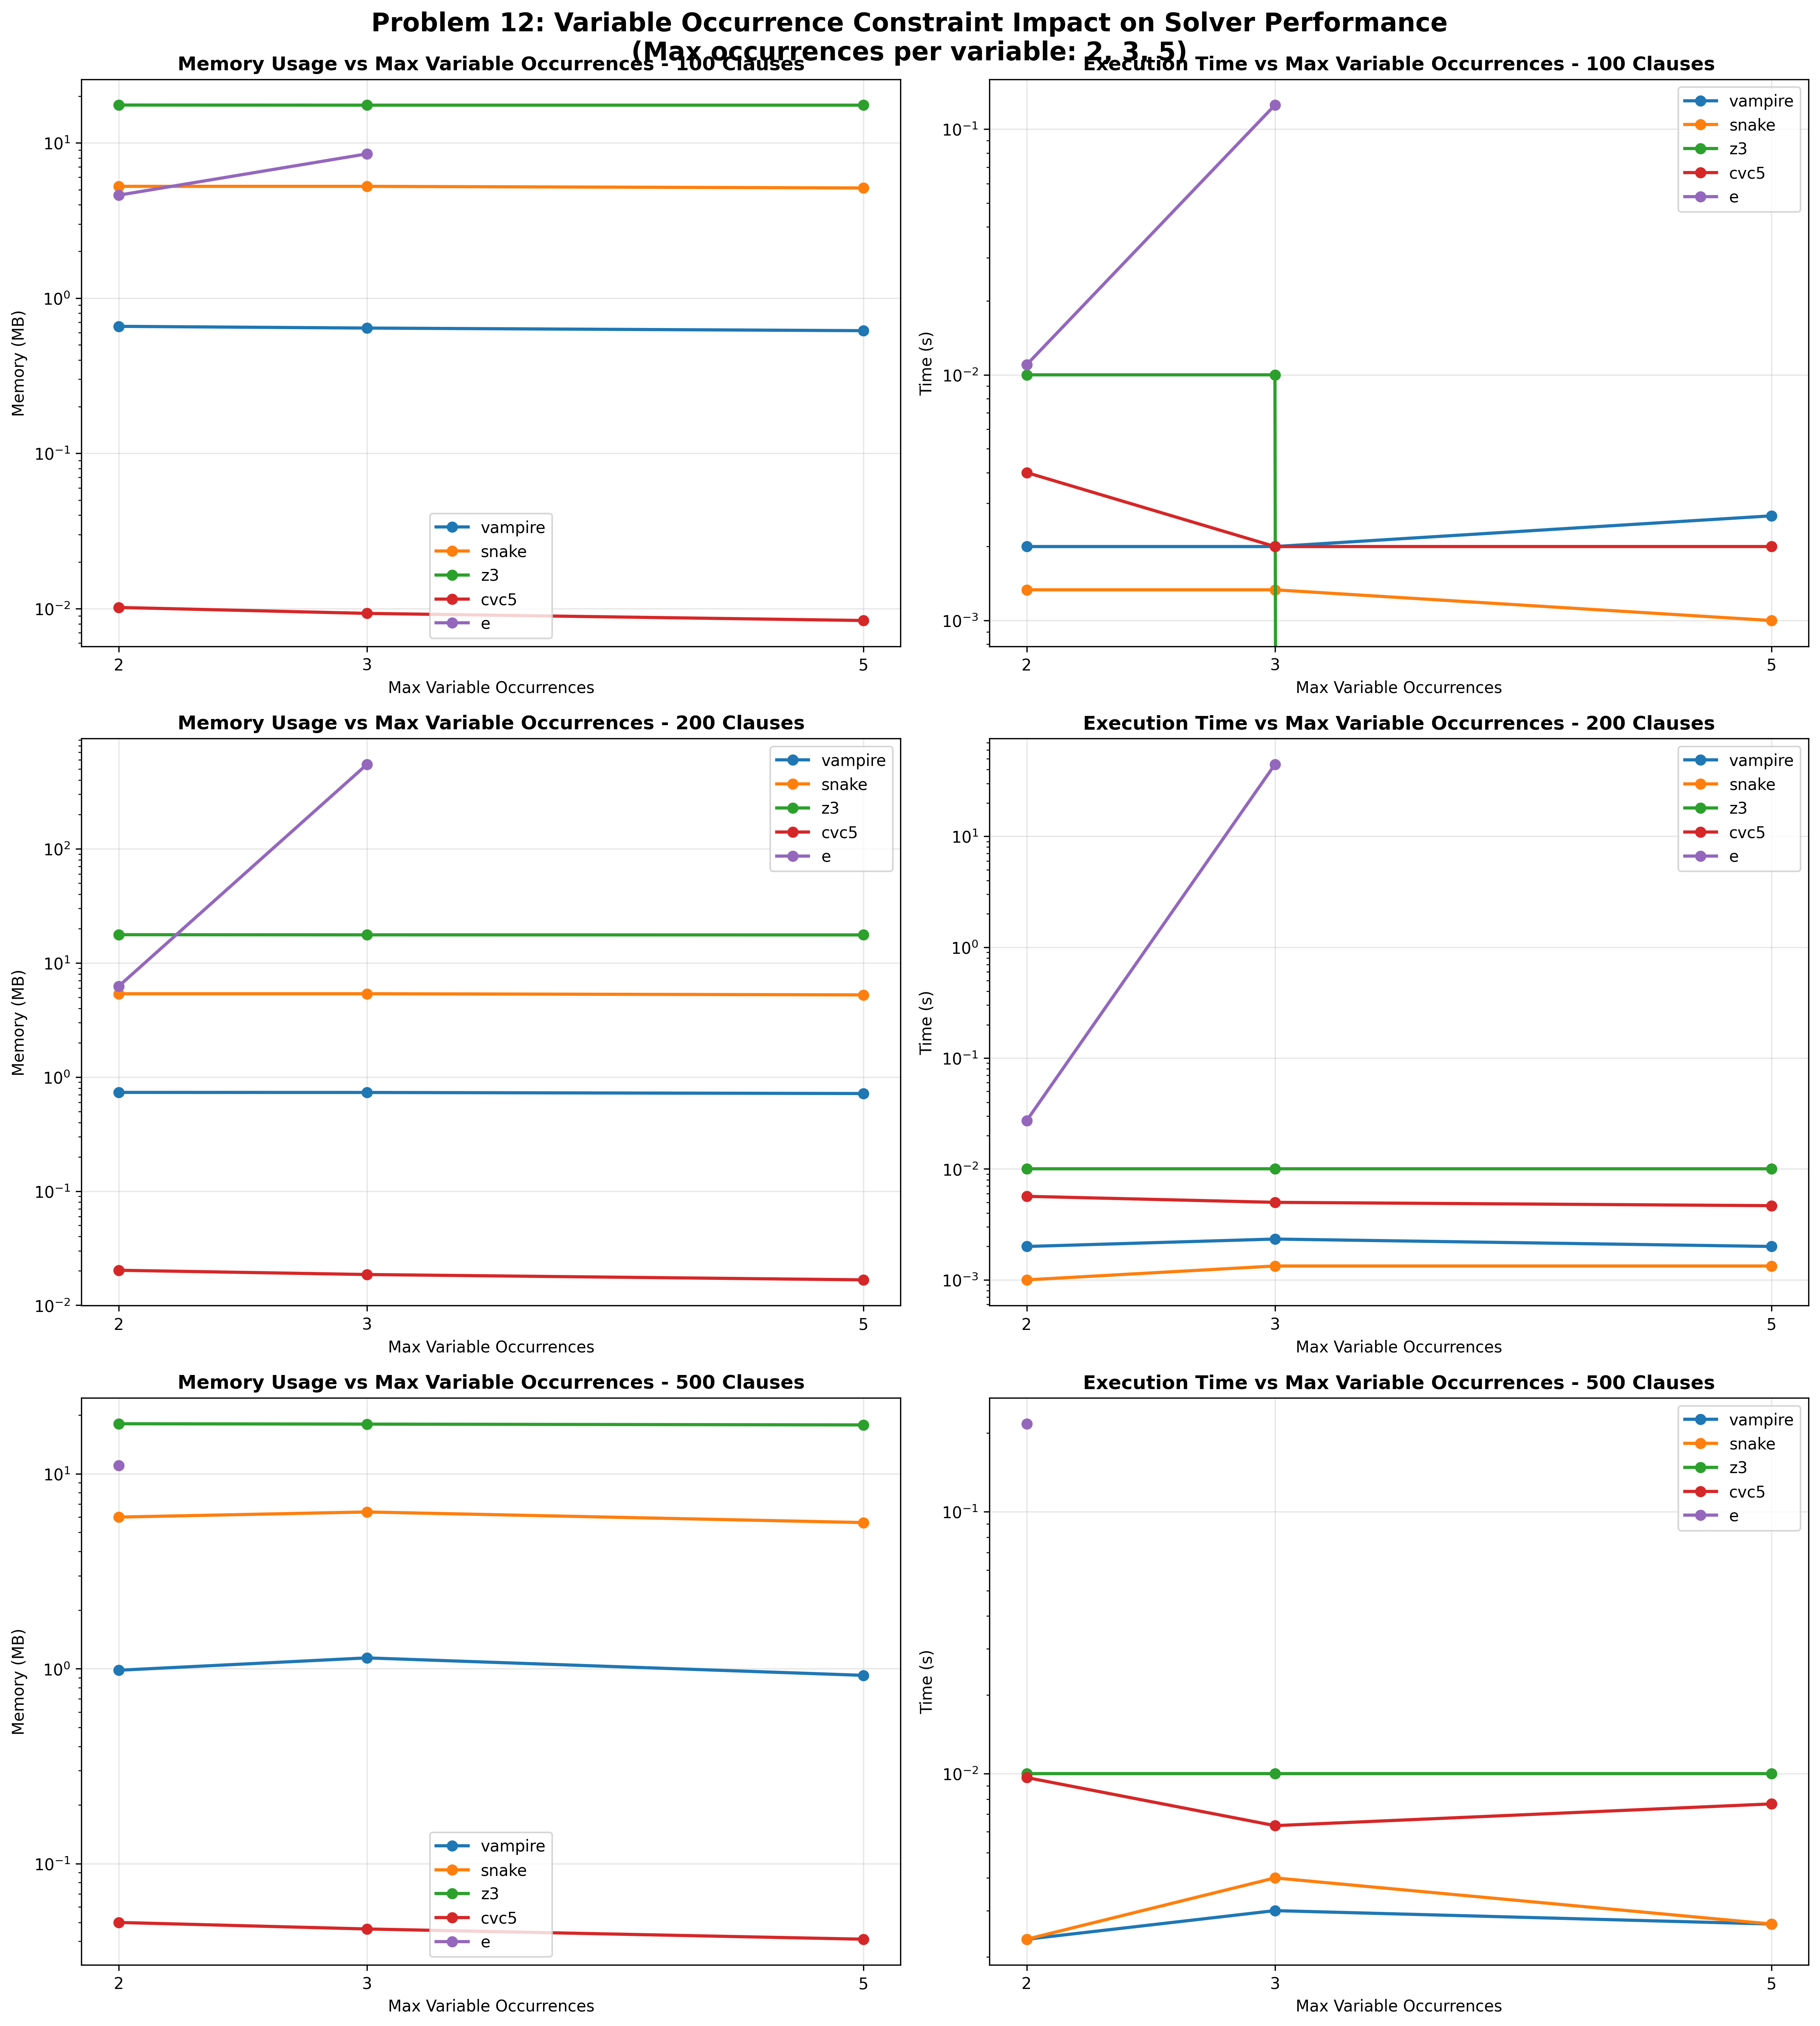 Problem 12: Variable Occurrence Constraint Impact on Solver Performance
(Max occurrences per variable: 2, 3, 5)
Memory Usage vs Max Variable Occurrences - 100 Clauses
10¹
10⁰
10⁻¹
10⁻²
Memory (MB)
vampire
snake
z3
cvc5
e
2 3 5
Max Variable Occurrences
Execution Time vs Max Variable Occurrences - 100 Clauses
10⁻¹
10⁻²
10⁻³
Time (s)
vampire
snake
z3
cvc5
e
2 3 5
Max Variable Occurrences
Memory Usage vs Max Variable Occurrences - 200 Clauses
10²
10¹
10⁰
10⁻¹
10⁻²
Memory (MB)
vampire
snake
z3
cvc5
e
2 3 5
Max Variable Occurrences
Execution Time vs Max Variable Occurrences - 200 Clauses
10¹
10⁰
10⁻¹
10⁻²
10⁻³
Time (s)
vampire
snake
z3
cvc5
e
2 3 5
Max Variable Occurrences
Memory Usage vs Max Variable Occurrences - 500 Clauses
10¹
10⁰
10⁻¹
Memory (MB)
vampire
snake
z3
cvc5
e
2 3 5
Max Variable Occurrences
Execution Time vs Max Variable Occurrences - 500 Clauses
10⁻¹
10⁻²
Time (s)
vampire
snake
z3
cvc5
e
2 3 5
Max Variable Occurrences